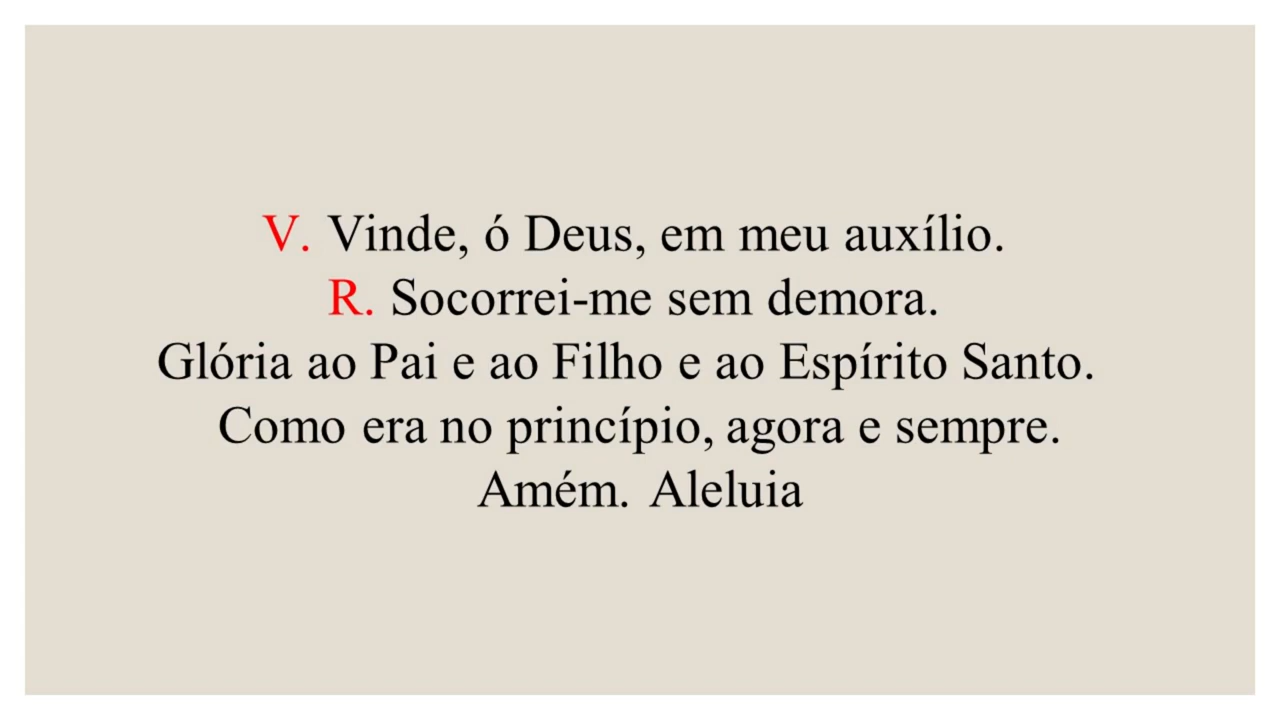 V. Vinde, ó Deus, em meu auxílio.
R. Socorrei-me sem demora.
Glória ao Pai e ao Filho e ao Espírito Santo.
Como era no princípio, agora e sempre.
Amém. Aleluia